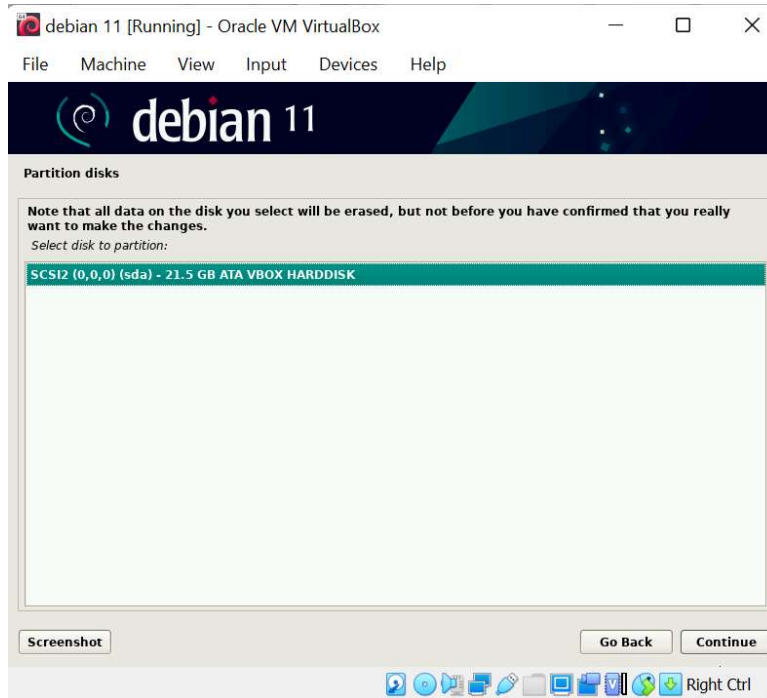 debian 11 [Running] - Oracle VM VirtualBox
File Machine View Input Devices Help
debian 11
Partition disks
Note that all data on the disk you select will be erased, but not before you have confirmed that you really
want to make the changes.
Select disk to partition:
SCSI2 (0,0,0) (sda) - 21.5 GB ATA VBOX HARDDISK
Screenshot Go Back Continue
Right Ctrl